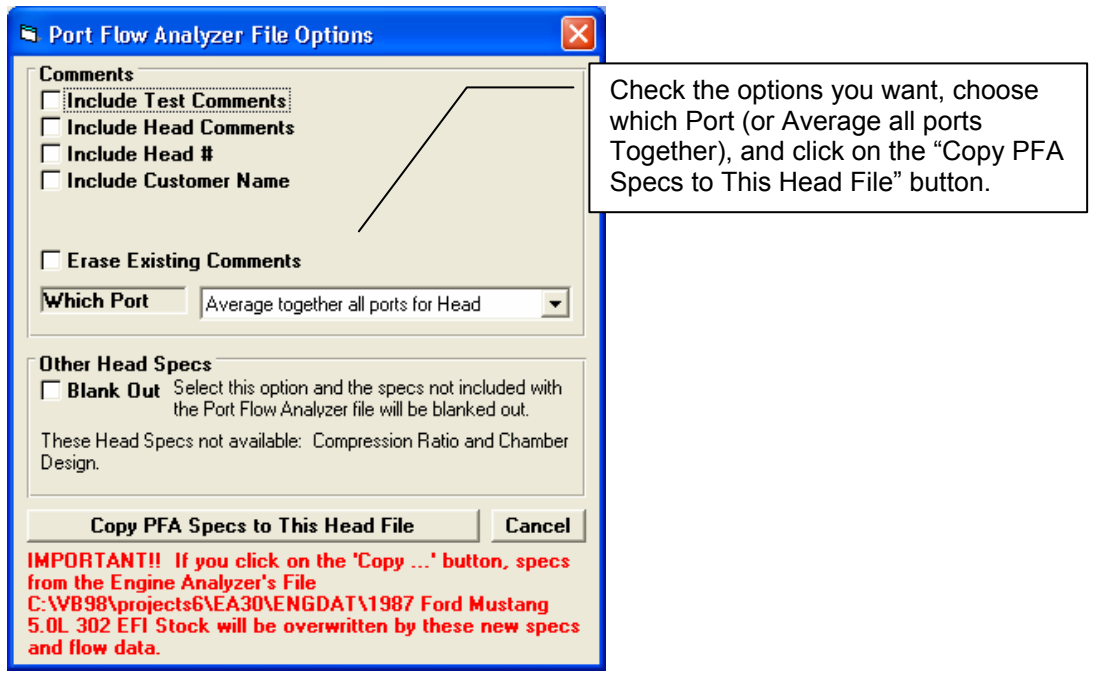 Port Flow Analyzer File Options
Comments
Include Test Comments
Include Head Comments
Include Head #
Include Customer Name
Erase Existing Comments
Which Port
Average together all ports for Head
Other Head Specs
Blank Out
Select this option and the specs not included with
the Port Flow Analyzer file will be blanked out.
These Head Specs not available:  Compression Ratio and Chamber
Design.
Copy PFA Specs to This Head File
Cancel
IMPORTANT!!  If you click on the 'Copy ...' button, specs
from the Engine Analyzer's File
C:\VB98\projects6\EA30\ENGDAT\1987 Ford Mustang
5.0L 302 EFI Stock will be overwritten by these new specs
and flow data.
Check the options you want, choose
which Port (or Average all ports
Together), and click on the “Copy PFA
Specs to This Head File” button.